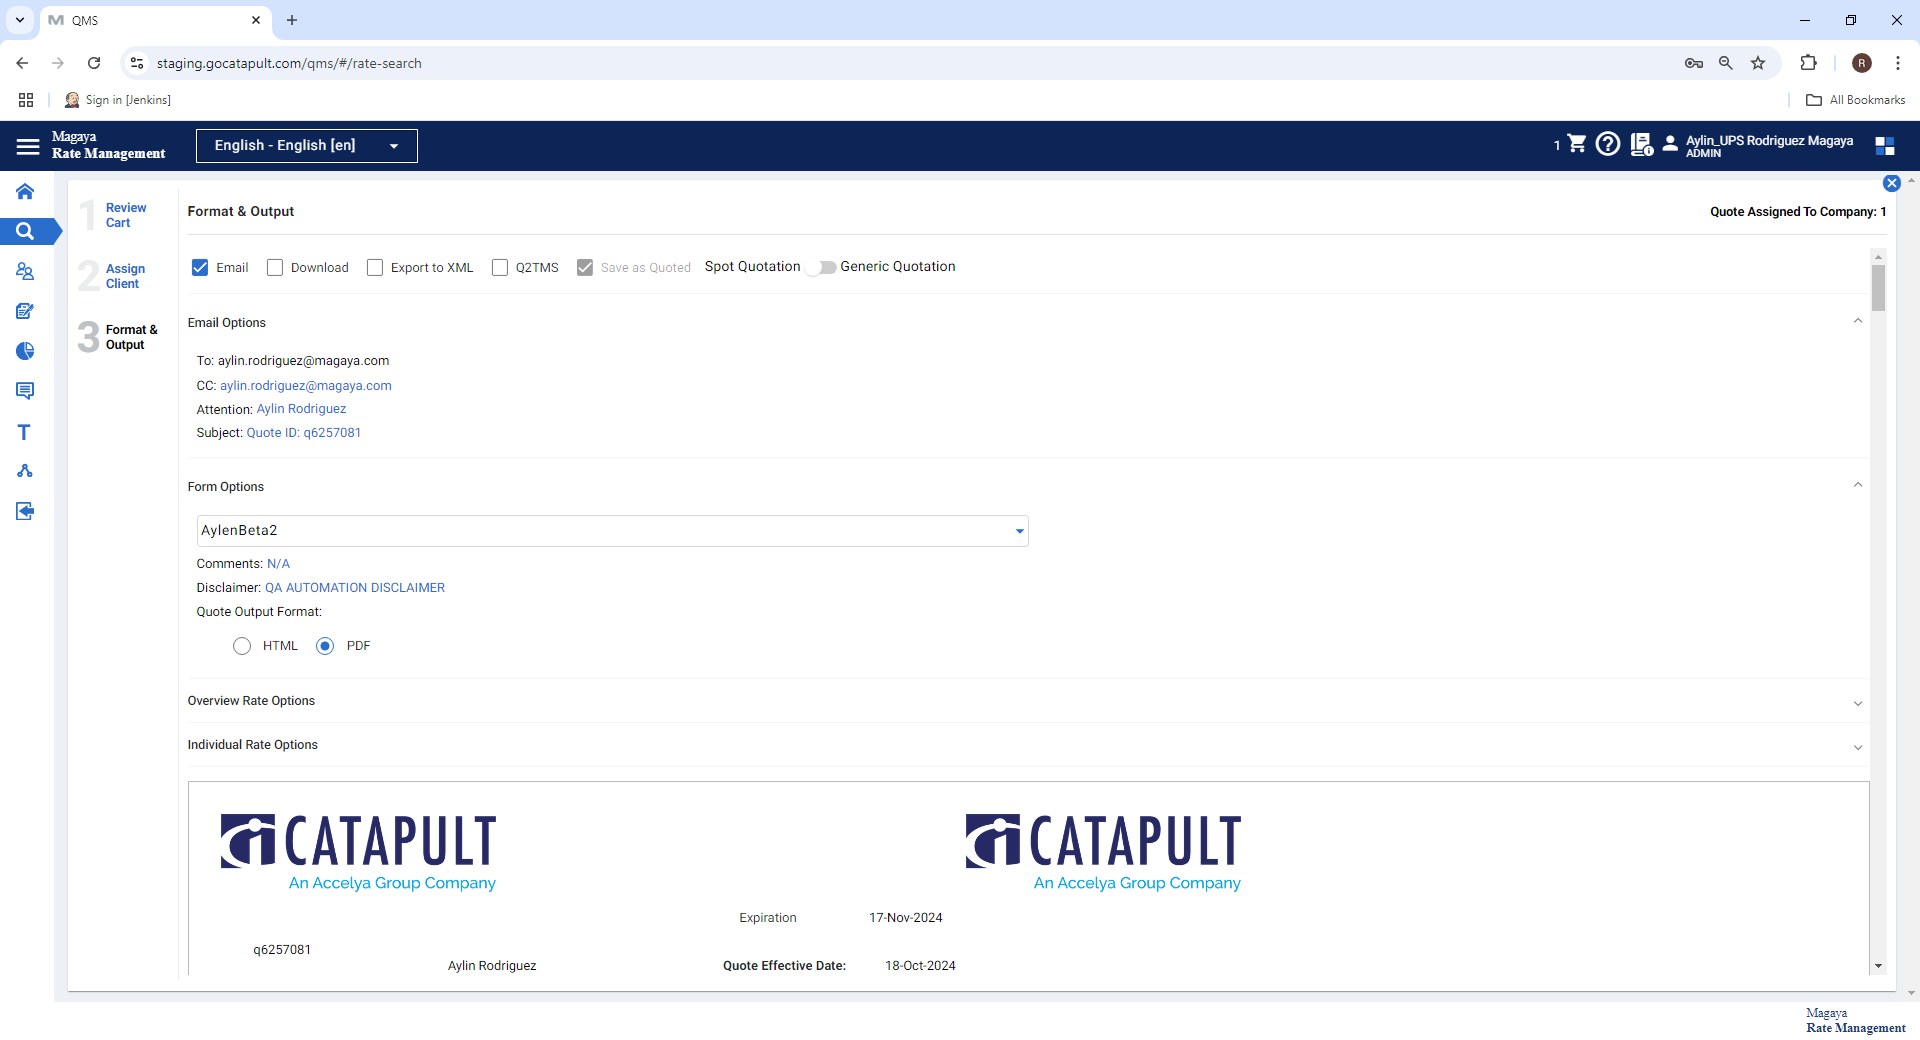 QMS
staging.gocatapult.com/qms/#/rate-search
R
Sign in [Jenkins]
All Bookmarks
Magaya
Rate Management
English - English [en]
1
Aylin_UPS Rodriguez Magaya
ADMIN
1 Review Cart
2 Assign Client
3 Format & Output
Format & Output
Quote Assigned To Company: 1
Email
Download
Export to XML
Q2TMS
Save as Quoted
Spot Quotation
Generic Quotation
Email Options
To: aylin.rodriguez@magaya.com
CC: aylin.rodriguez@magaya.com
Attention: Aylin Rodriguez
Subject: Quote ID: q6257081
Form Options
AylenBeta2
Comments: N/A
Disclaimer: QA AUTOMATION DISCLAIMER
Quote Output Format:
HTML
PDF
Overview Rate Options
Individual Rate Options
CATAPULT
An Accelya Group Company
CATAPULT
An Accelya Group Company
Expiration 17-Nov-2024
q6257081
Aylin Rodriguez
Quote Effective Date: 18-Oct-2024
Magaya
Rate Management